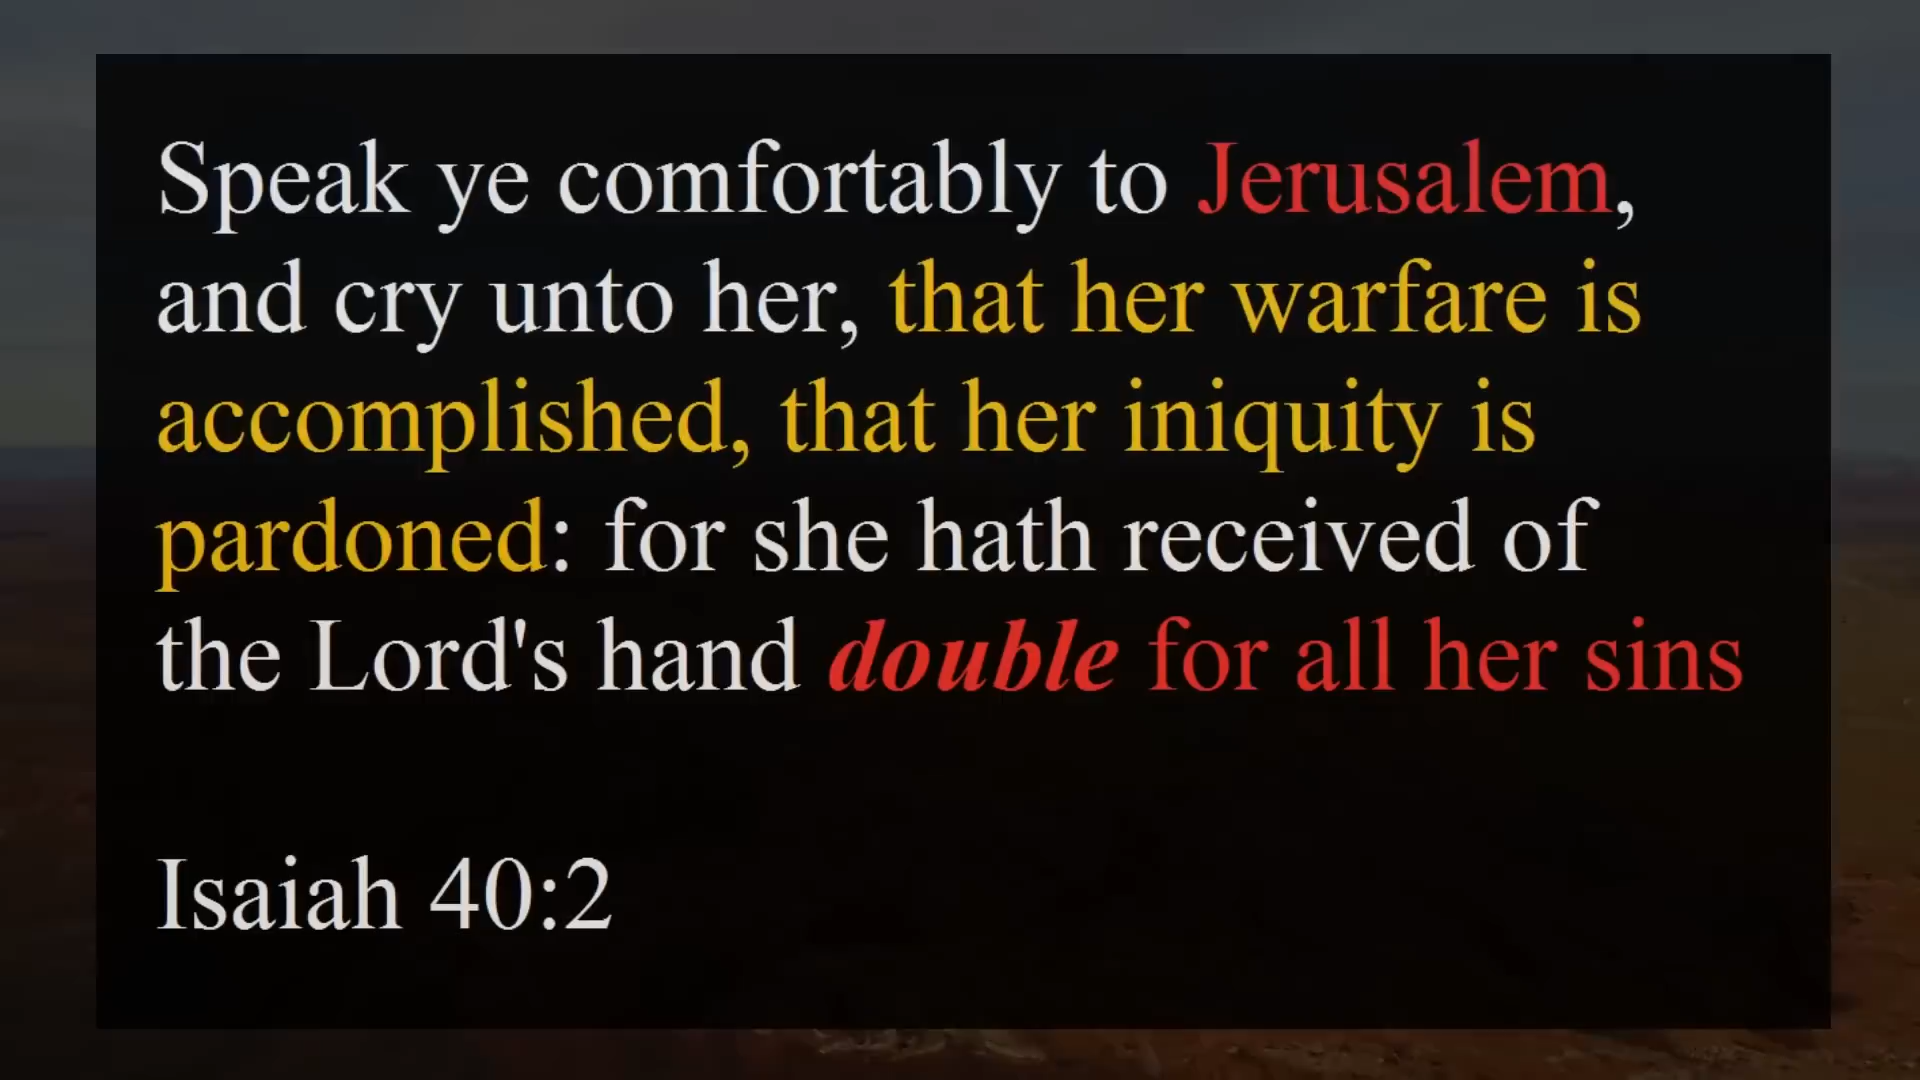 Speak ye comfortably to Jerusalem,
and cry unto her, that her warfare is
accomplished, that her iniquity is
pardoned: for she hath received of
the Lord's hand double for all her sins
Isaiah 40:2